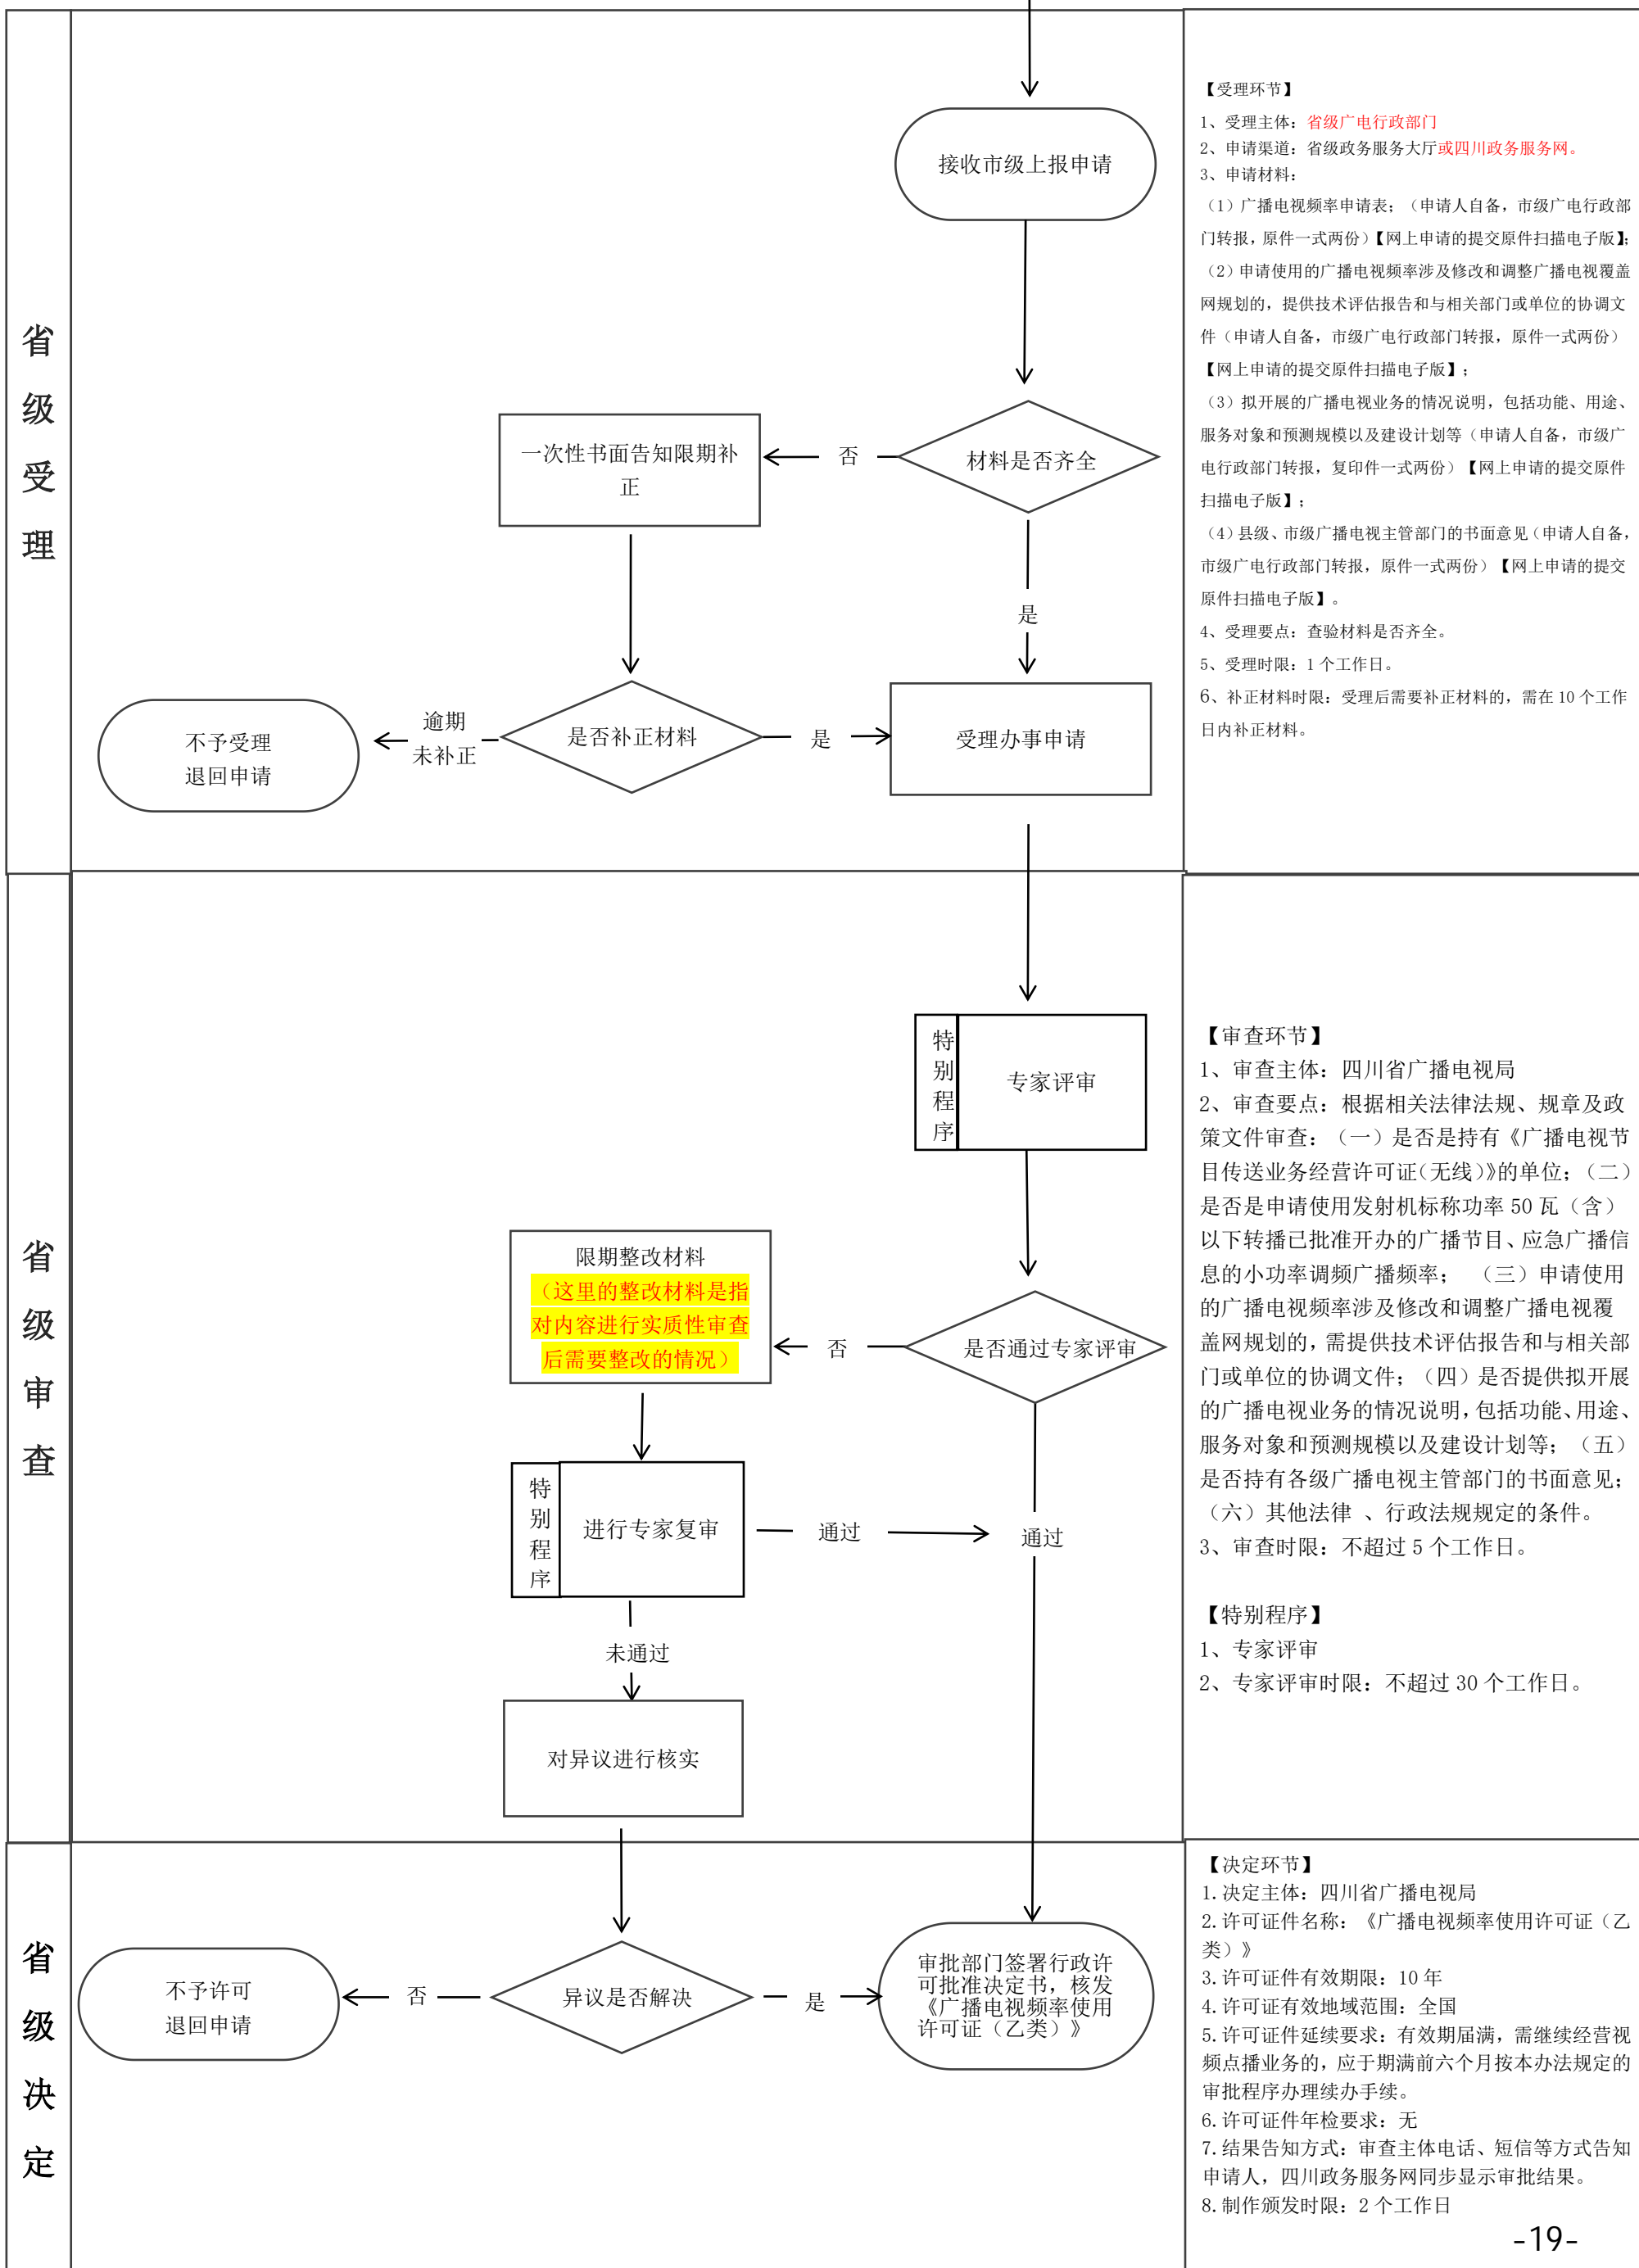 省
级
受
理
接收市级上报申请
一次性书面告知限期补
正
否
材料是否齐全
是
不予受理
退回申请
逾期
未补正
是否补正材料
是
受理办事申请
【受理环节】
1、受理主体：省级广电行政部门
2、申请渠道：省级政务服务大厅或四川政务服务网。
3、申请材料：
（1）广播电视频率申请表；（申请人自备，市级广电行政部
门转报，原件一式两份）【网上申请的提交原件扫描电子版】；
（2）申请使用的广播电视频率涉及修改和调整广播电视覆盖
网规划的，提供技术评估报告和与相关部门或单位的协调文
件（申请人自备，市级广电行政部门转报，原件一式两份）
【网上申请的提交原件扫描电子版】；
（3）拟开展的广播电视业务的情况说明，包括功能、用途、
服务对象和预测规模以及建设计划等（申请人自备，市级广
电行政部门转报，复印件一式两份）【网上申请的提交原件
扫描电子版】；
（4）县级、市级广播电视主管部门的书面意见（申请人自备，
市级广电行政部门转报，原件一式两份）【网上申请的提交
原件扫描电子版】。
4、受理要点：查验材料是否齐全。
5、受理时限：1 个工作日。
6、补正材料时限：受理后需要补正材料的，需在 10 个工作
日内补正材料。
省
级
审
查
特
别
程
序
专家评审
限期整改材料
（这里的整改材料是指
对内容进行实质性审查
后需要整改的情况）
否
是否通过专家评审
特
别
程
序
进行专家复审
通过
通过
未通过
对异议进行核实
【审查环节】
1、审查主体：四川省广播电视局
2、审查要点：根据相关法律法规、规章及政
策文件审查：（一）是否是持有《广播电视节
目传送业务经营许可证（无线）》的单位；（二）
是否是申请使用发射机标称功率 50 瓦（含）
以下转播已批准开办的广播节目、应急广播信
息的小功率调频广播频率； （三）申请使用
的广播电视频率涉及修改和调整广播电视覆
盖网规划的，需提供技术评估报告和与相关部
门或单位的协调文件；（四）是否提供拟开展
的广播电视业务的情况说明，包括功能、用途、
服务对象和预测规模以及建设计划等；（五）
是否持有各级广播电视主管部门的书面意见；
（六）其他法律 、行政法规规定的条件。
3、审查时限：不超过 5 个工作日。
【特别程序】
1、专家评审
2、专家评审时限：不超过 30 个工作日。
省
级
决
定
不予许可
退回申请
否
异议是否解决
是
审批部门签署行政许
可批准决定书，核发
《广播电视频率使用
许可证（乙类）》
【决定环节】
1.决定主体：四川省广播电视局
2.许可证件名称：《广播电视频率使用许可证（乙
类）》
3.许可证件有效期限：10 年
4.许可证有效地域范围：全国
5.许可证件延续要求：有效期届满，需继续经营视
频点播业务的，应于期满前六个月按本办法规定的
审批程序办理续办手续。
6.许可证件年检要求：无
7.结果告知方式：审查主体电话、短信等方式告知
申请人，四川政务服务网同步显示审批结果。
8.制作颁发时限：2 个工作日
-19-